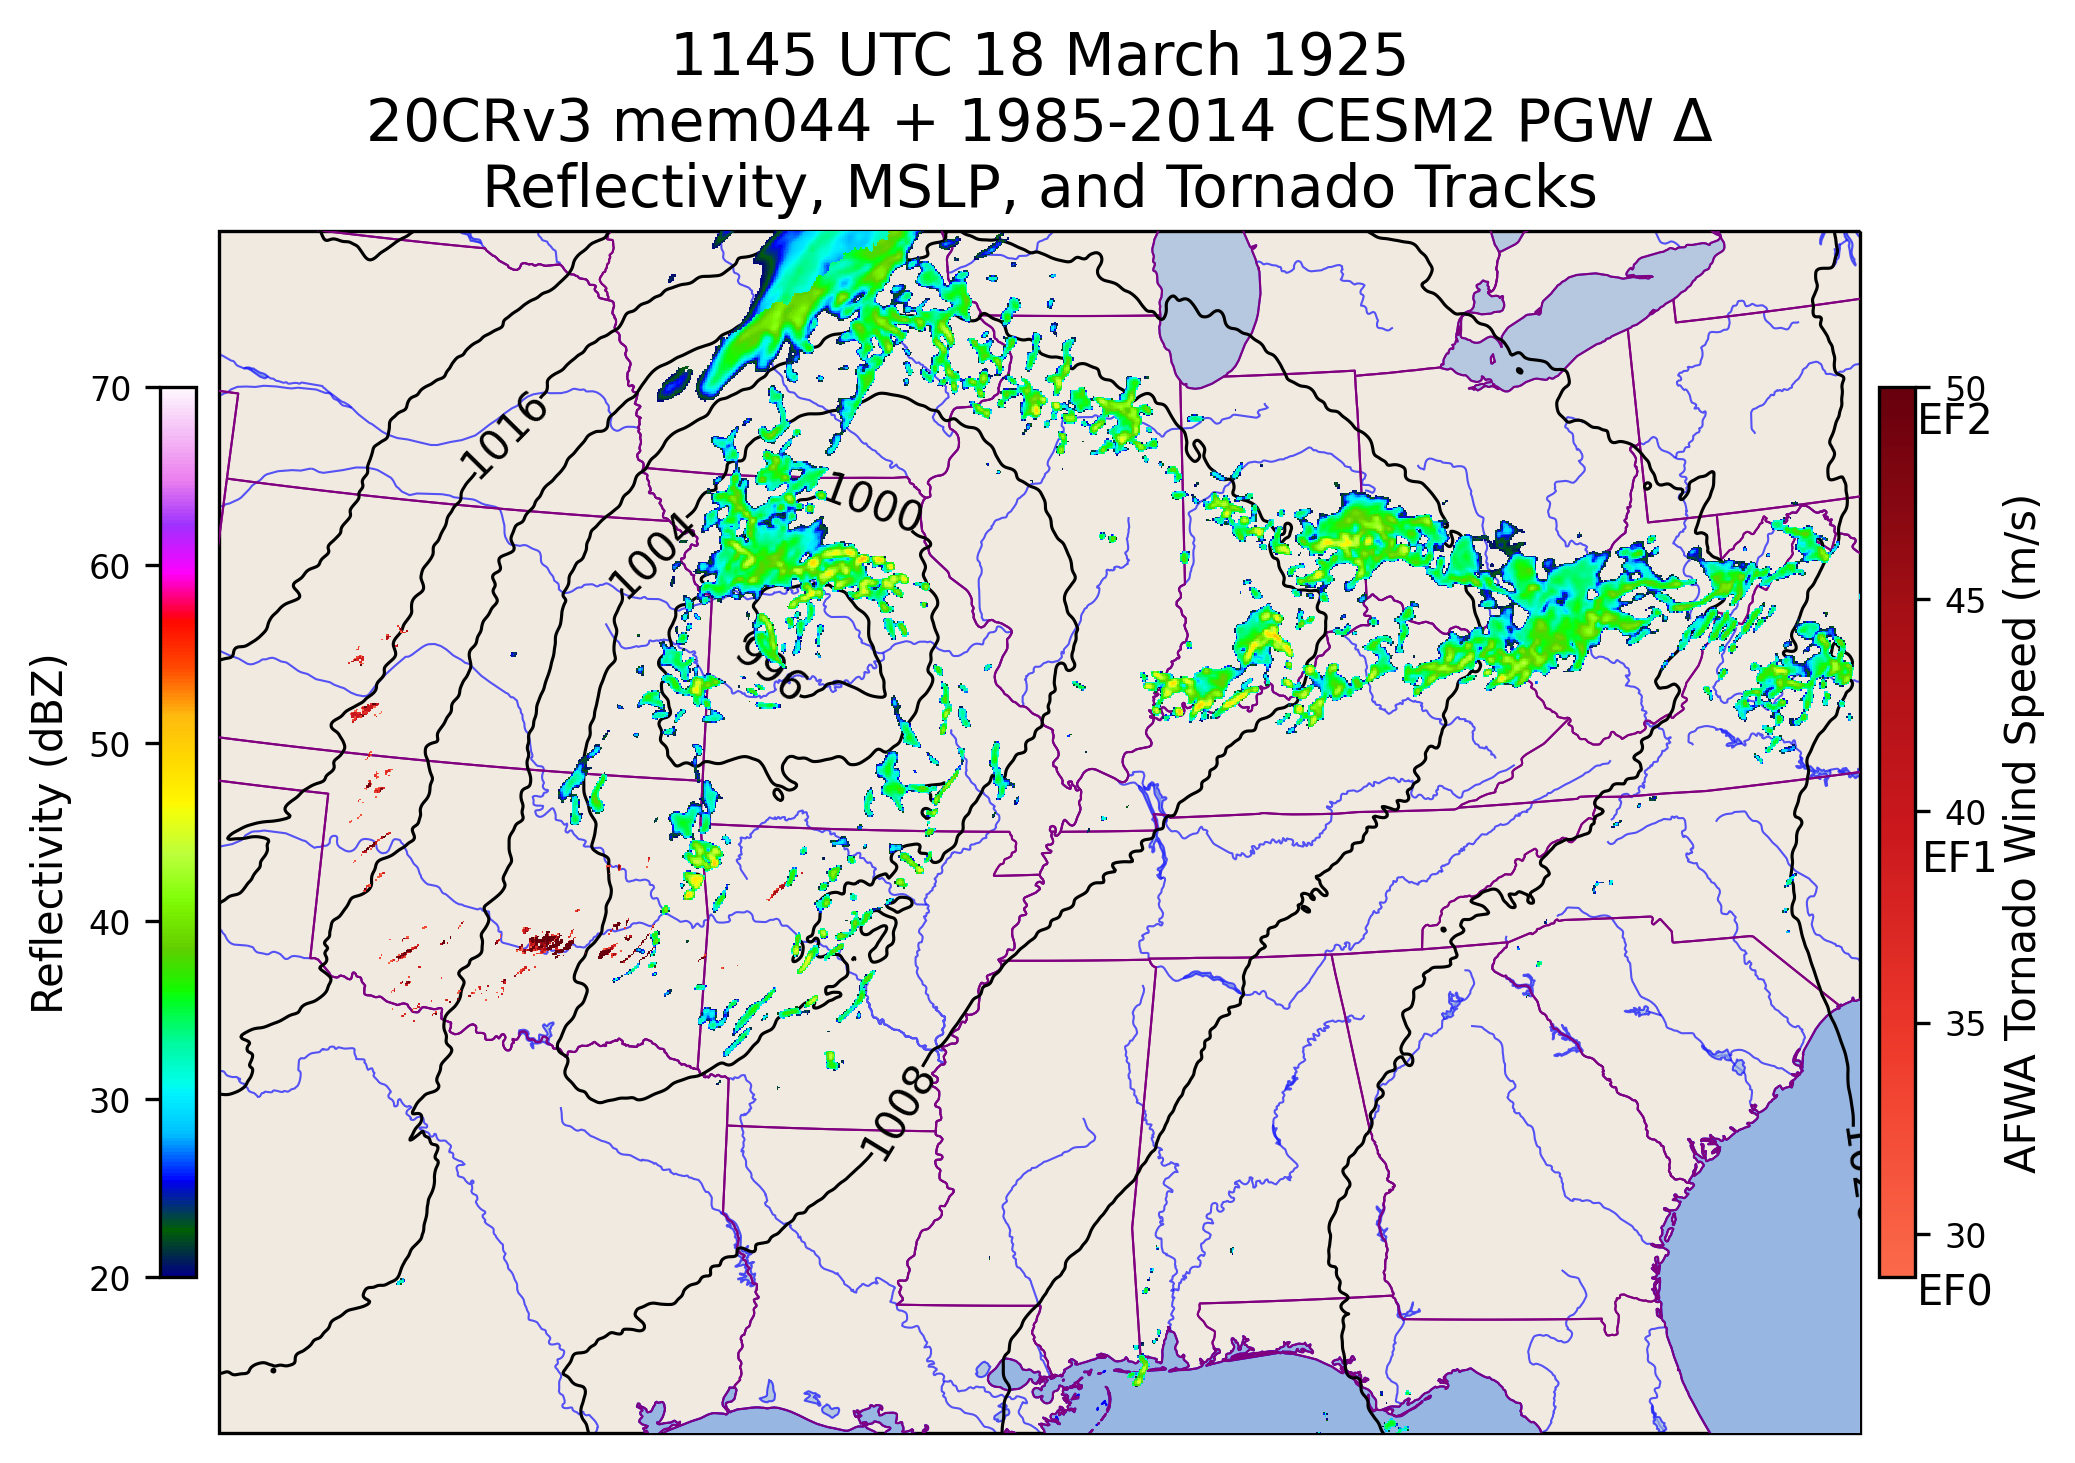 1145 UTC 18 March 1925
20CRv3 mem044 + 1985-2014 CESM2 PGW Δ
Reflectivity, MSLP, and Tornado Tracks
70
60
50
40
30
20
Reflectivity (dBZ)
1016
1004
1000
996
1008
50
EF2
45
40
EF1
35
30
EF0
AFWA Tornado Wind Speed (m/s)